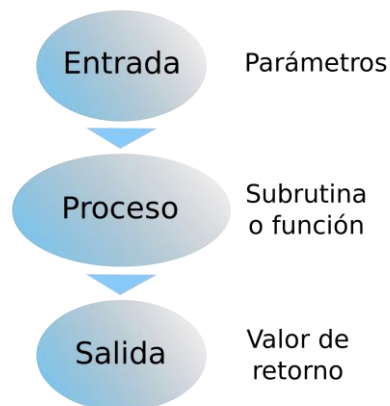 Entrada
Parámetros
Proceso
Subrutina
o función
Salida
Valor de
retorno